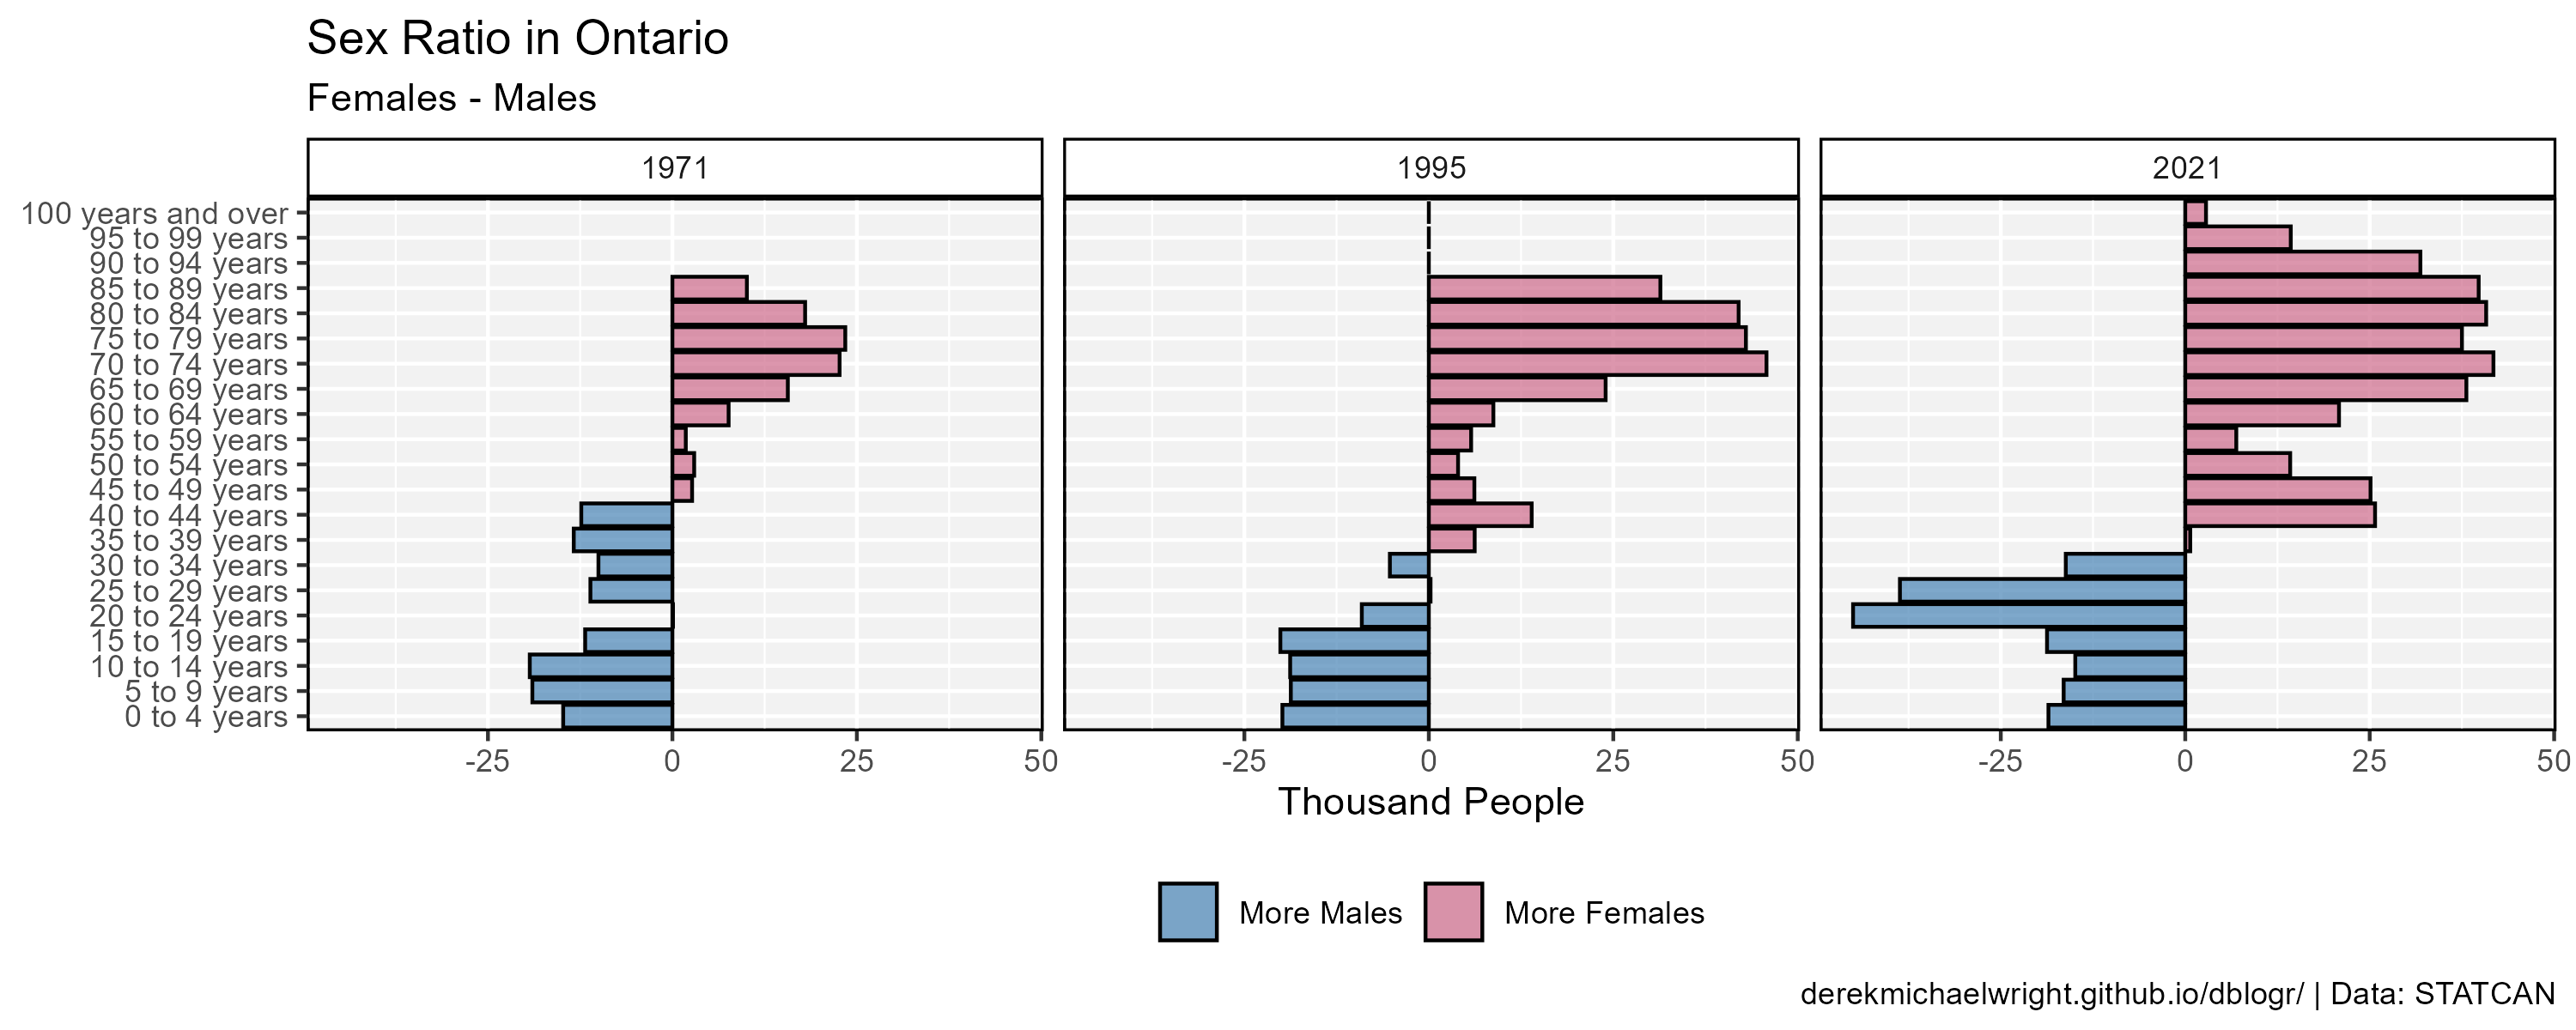 Sex Ratio in Ontario
Females - Males
1971
1995
2021
100 years and over
95 to 99 years
90 to 94 years
85 to 89 years
80 to 84 years
75 to 79 years
70 to 74 years
65 to 69 years
60 to 64 years
55 to 59 years
50 to 54 years
45 to 49 years
40 to 44 years
35 to 39 years
30 to 34 years
25 to 29 years
20 to 24 years
15 to 19 years
10 to 14 years
5 to 9 years
0 to 4 years
-25 0 25 50
-25 0 25 50
-25 0 25 50
Thousand People
More Males
More Females
derekmichaelwright.github.io/dblogr/ | Data: STATCAN